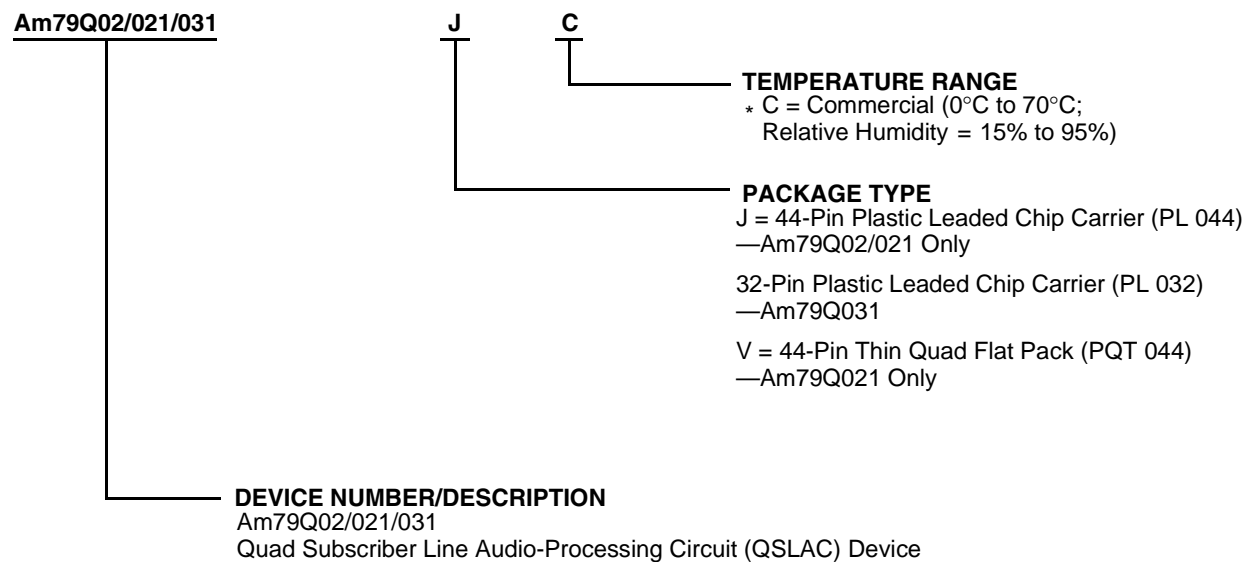 Am79Q02/021/031 J C
TEMPERATURE RANGE
* C = Commercial (0°C to 70°C;
Relative Humidity = 15% to 95%)
PACKAGE TYPE
J = 44-Pin Plastic Leaded Chip Carrier (PL 044)
—Am79Q02/021 Only
32-Pin Plastic Leaded Chip Carrier (PL 032)
—Am79Q031
V = 44-Pin Thin Quad Flat Pack (PQT 044)
—Am79Q021 Only
DEVICE NUMBER/DESCRIPTION
Am79Q02/021/031
Quad Subscriber Line Audio-Processing Circuit (QSLAC) Device